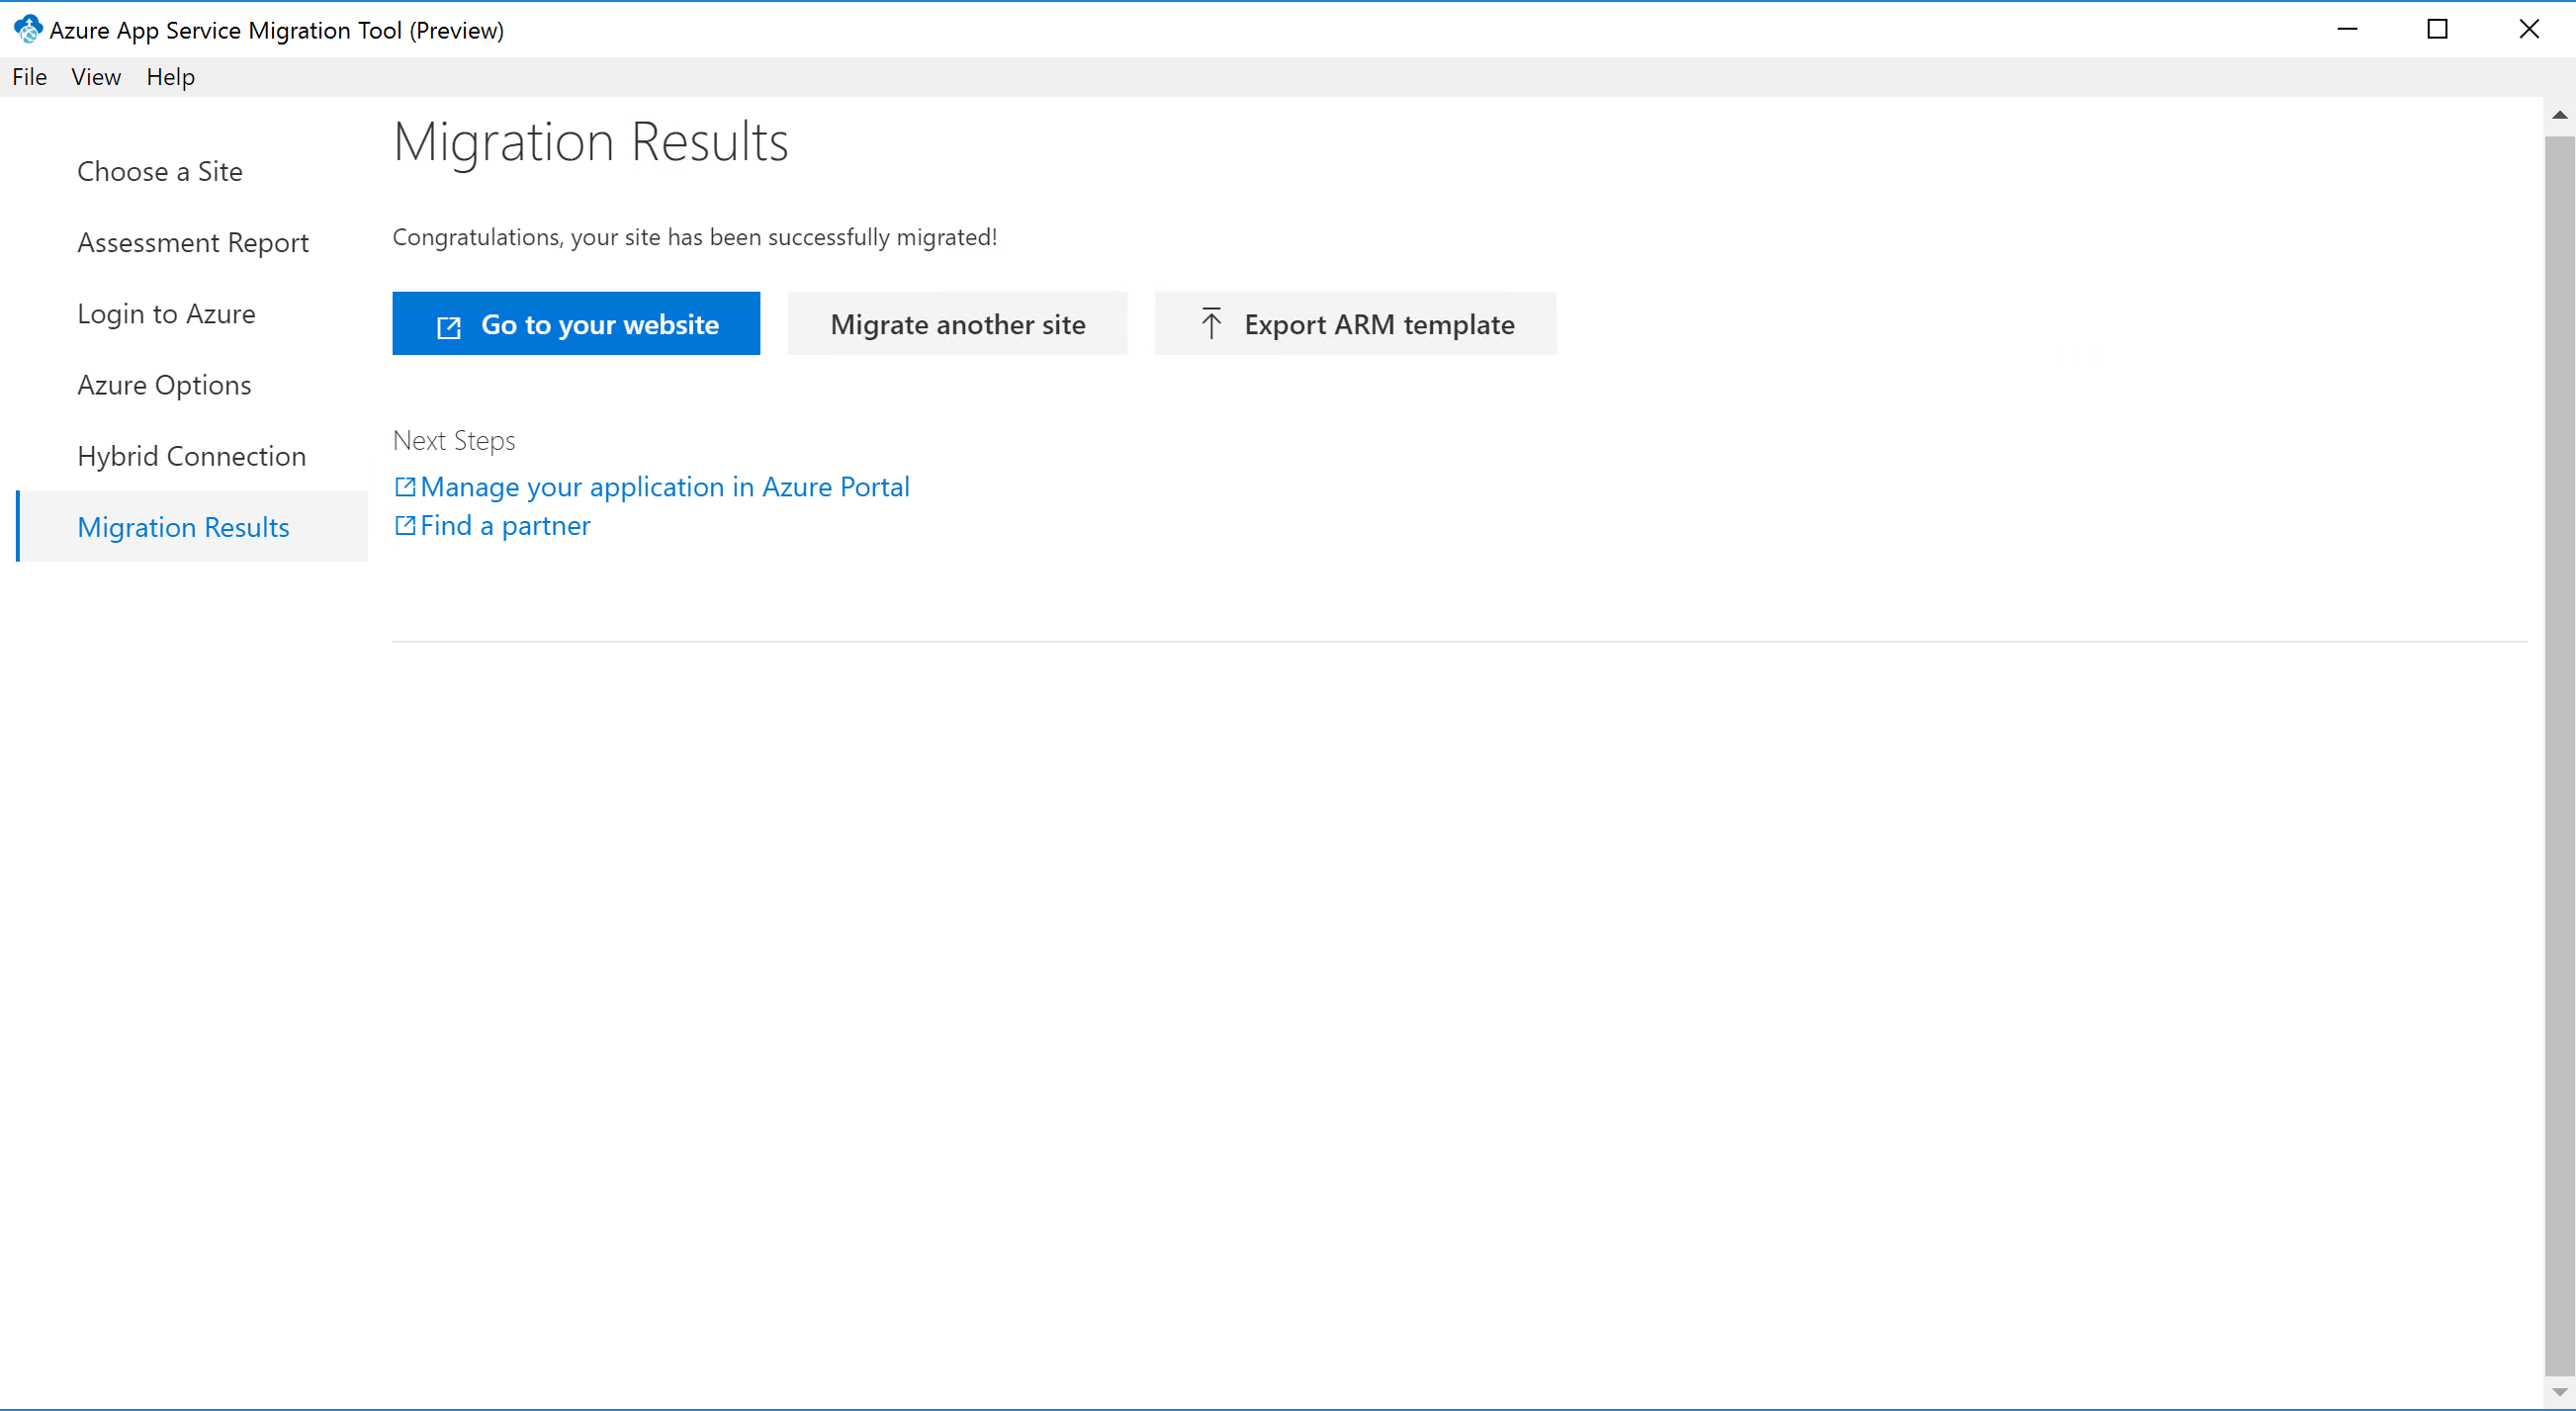 Azure App Service Migration Tool (Preview)
File View Help
Choose a Site
Assessment Report
Login to Azure
Azure Options
Hybrid Connection
Migration Results
Migration Results
Congratulations, your site has been successfully migrated!
Go to your website Migrate another site Export ARM template
Next Steps
Manage your application in Azure Portal
Find a partner